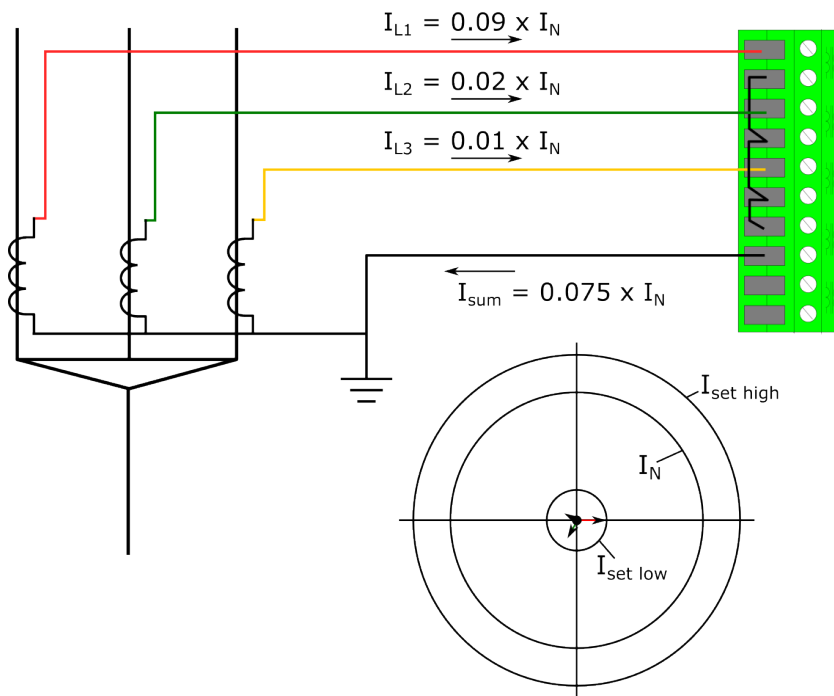 I_L1 = 0.09 x I_N
I_L2 = 0.02 x I_N
I_L3 = 0.01 x I_N
I_sum = 0.075 x I_N
I_set high
I_N
I_set low